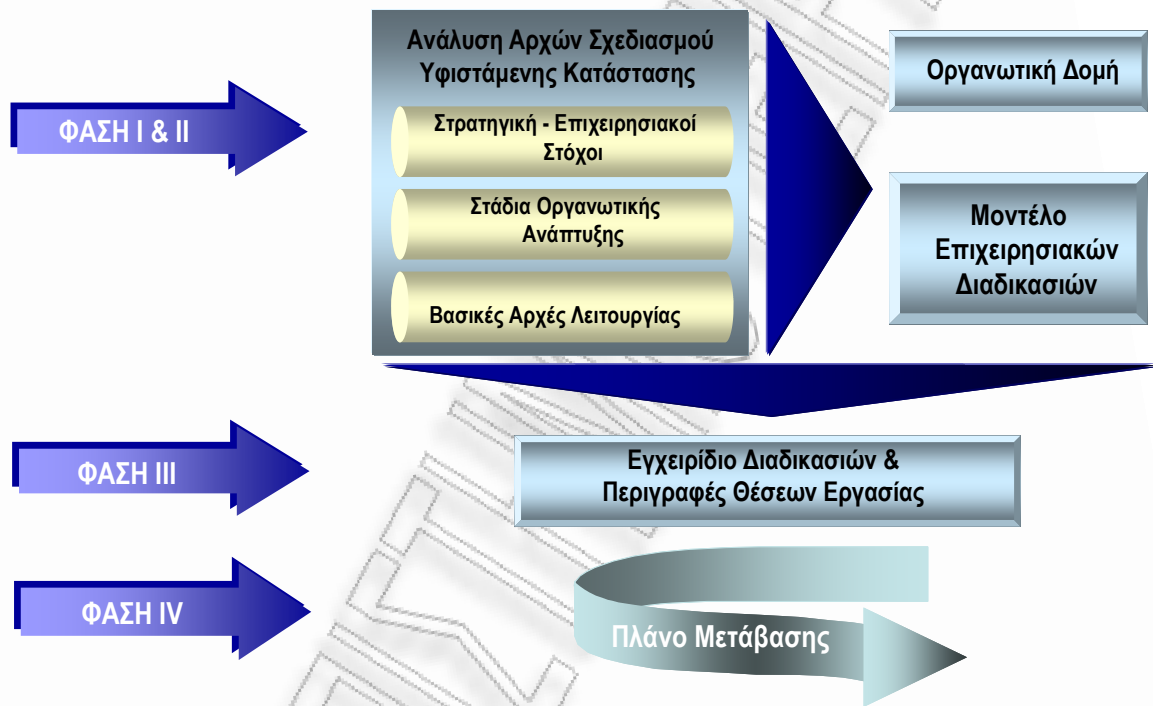 ΦΑΣΗ I & II
Ανάλυση Αρχών Σχεδιασμού
Υφιστάμενης Κατάστασης
Στρατηγική - Επιχειρησιακοί
Στόχοι
Στάδια Οργανωτικής
Ανάπτυξης
Βασικές Αρχές Λειτουργίας
Οργανωτική Δομή
Μοντέλο
Επιχειρησιακών
Διαδικασιών
ΦΑΣΗ III
Εγχειρίδιο Διαδικασιών &
Περιγραφές Θέσεων Εργασίας
ΦΑΣΗ IV
Πλάνο Μετάβασης